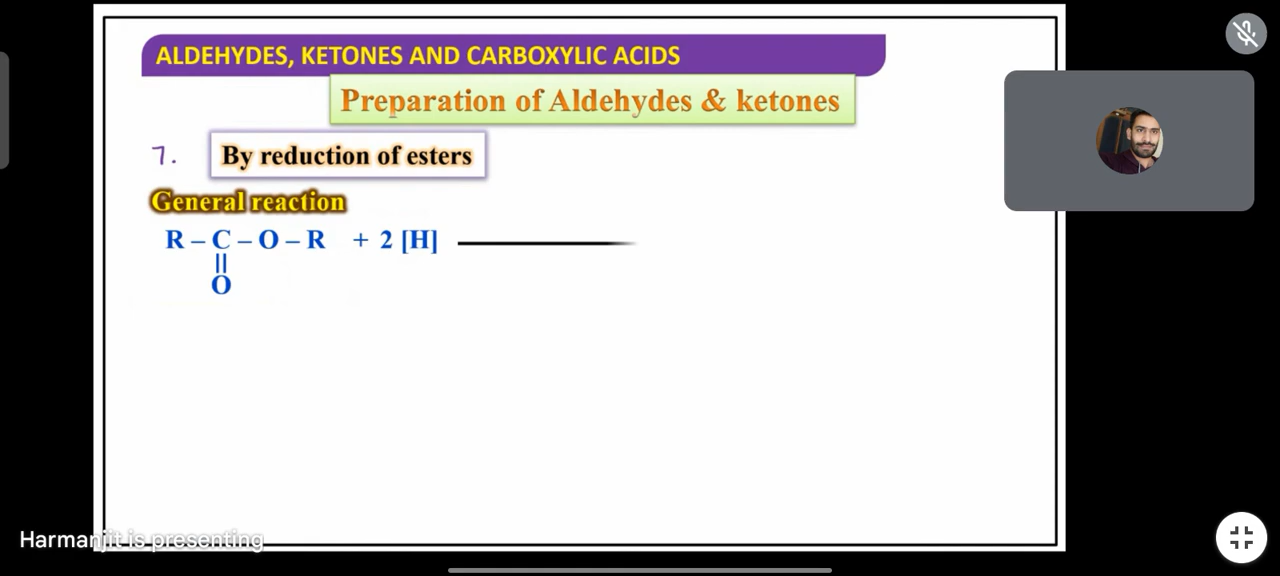 ALDEHYDES, KETONES AND CARBOXYLIC ACIDS
Preparation of Aldehydes & ketones
7. By reduction of esters
General reaction
R – C – O – R + 2 [H]
||
O
Harmanjit is presenting